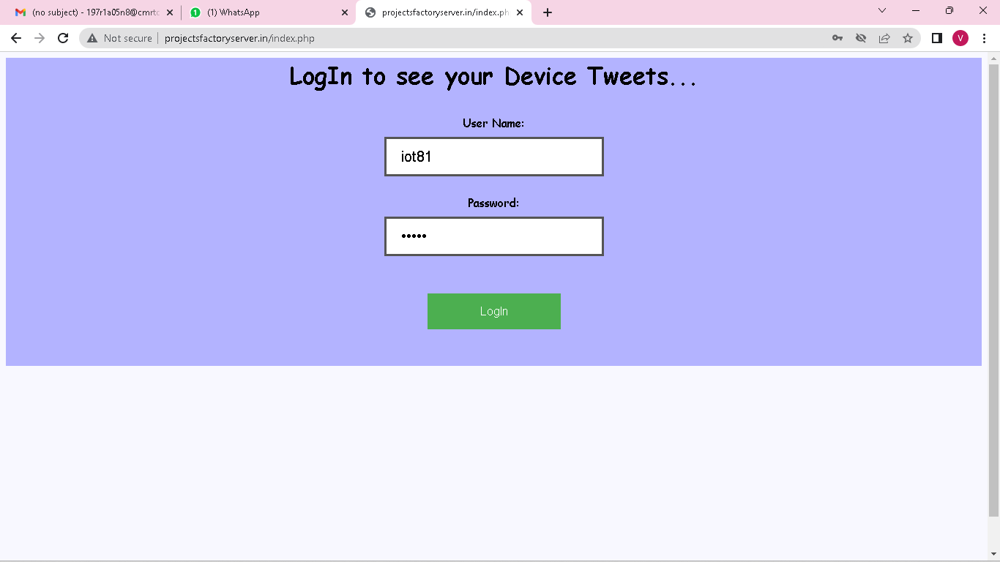 (no subject) - 197r1a05n8@cmrtc
(1) WhatsApp
projectsfactoryserver.in/index.ph
Not secure
projectsfactoryserver.in/index.php
V
LogIn to see your Device Tweets...
User Name:
iot81
Password:
•••••
LogIn